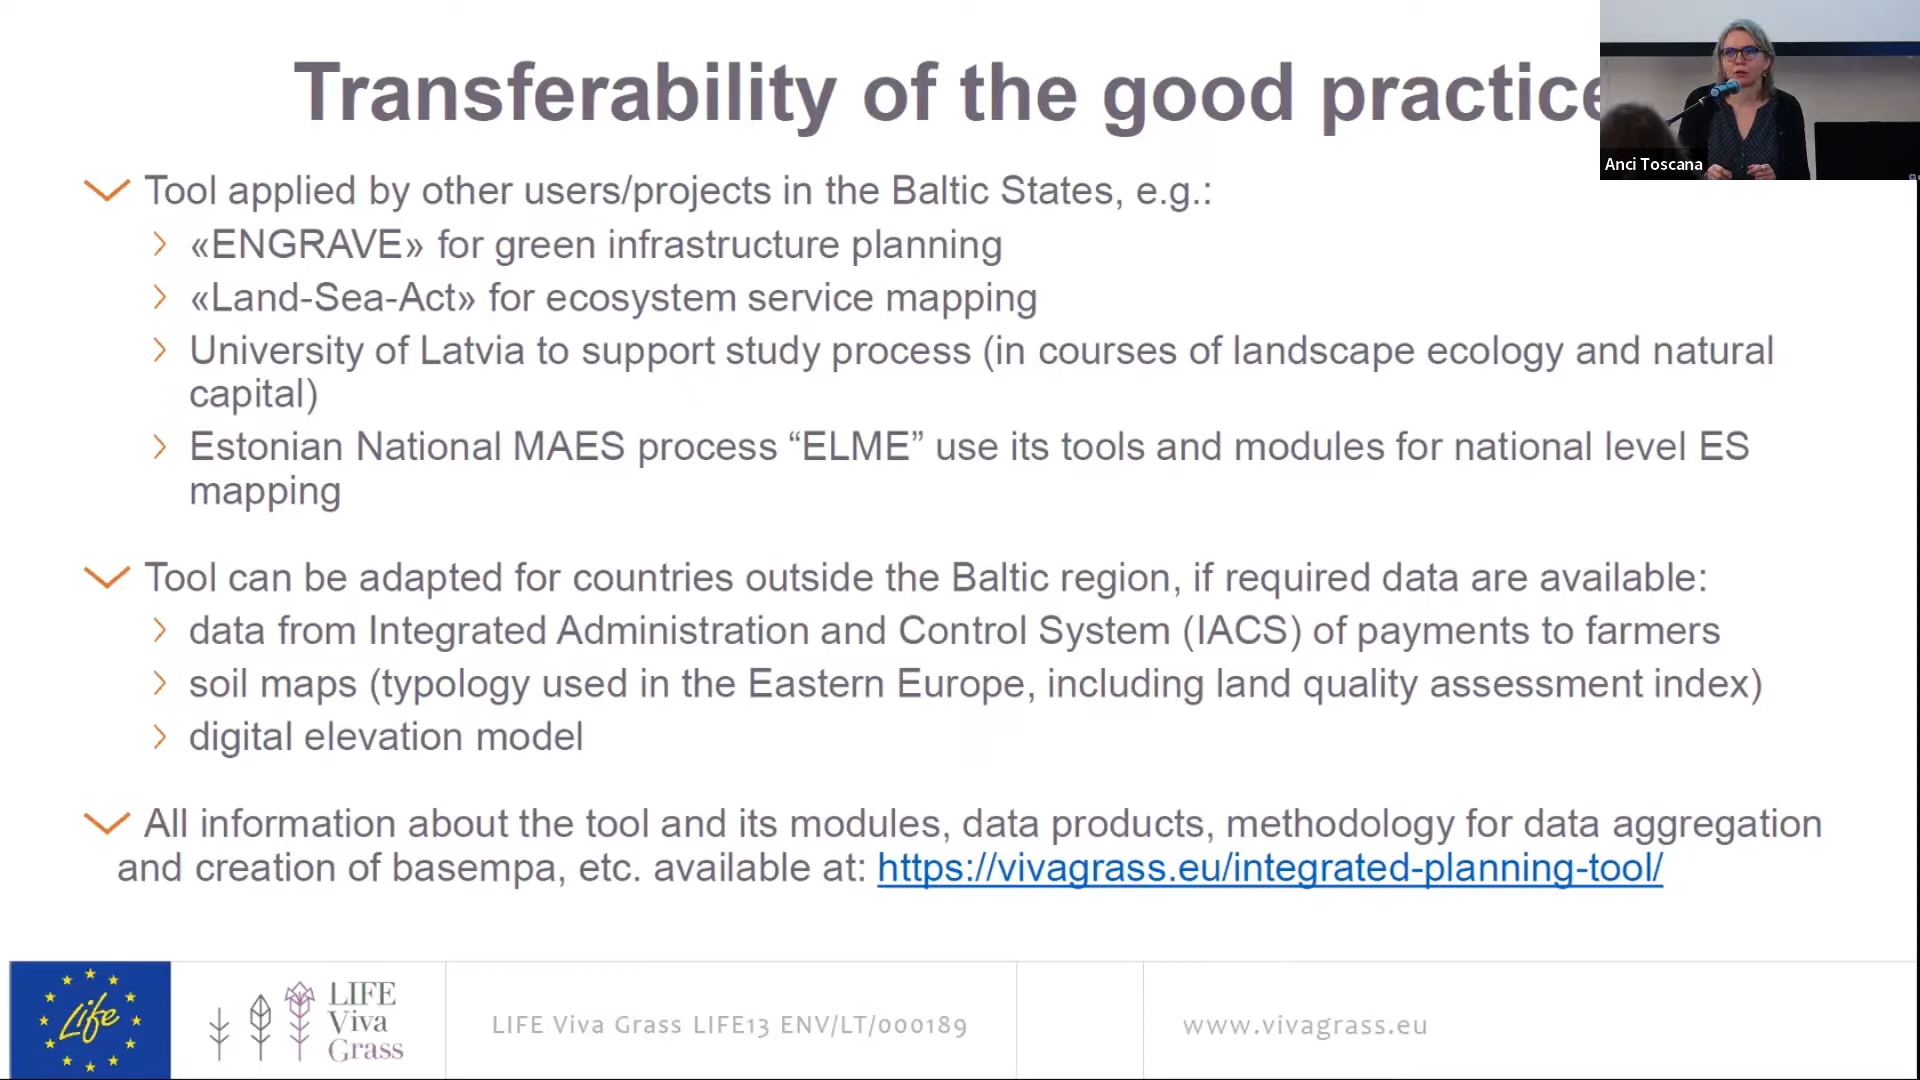 Transferability of the good practice
Anci Toscana
Tool applied by other users/projects in the Baltic States, e.g.:
«ENGRAVE» for green infrastructure planning
«Land-Sea-Act» for ecosystem service mapping
University of Latvia to support study process (in courses of landscape ecology and natural
capital)
Estonian National MAES process “ELME” use its tools and modules for national level ES
mapping
Tool can be adapted for countries outside the Baltic region, if required data are available:
data from Integrated Administration and Control System (IACS) of payments to farmers
soil maps (typology used in the Eastern Europe, including land quality assessment index)
digital elevation model
All information about the tool and its modules, data products, methodology for data aggregation
and creation of basempa, etc. available at: https://vivagrass.eu/integrated-planning-tool/
Life
LIFE
Viva
Grass
LIFE Viva Grass LIFE13 ENV/LT/000189
www.vivagrass.eu